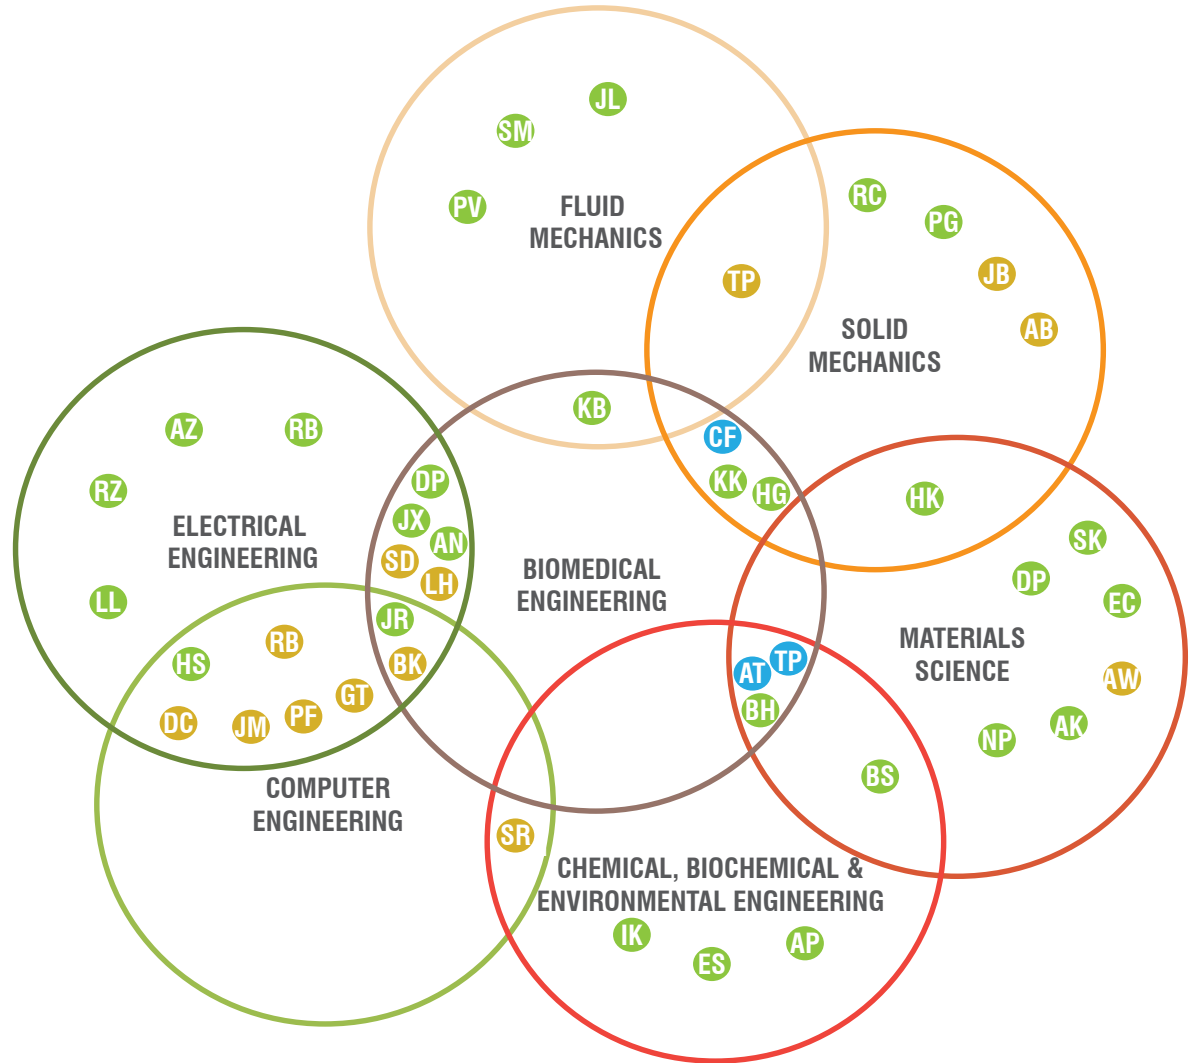 JL
SM
RC
PV
FLUID
MECHANICS
PG
JB
TP
AB
SOLID
MECHANICS
KB
AZ
RB
CF
DP
KK
RZ
HG
HK
JX
ELECTRICAL
ENGINEERING
AN
SK
SD
BIOMEDICAL
ENGINEERING
LH
DP
LL
EC
JR
RB
MATERIALS
SCIENCE
HS
BK
TP
AT
AW
GT
BH
DC
JM
PF
AK
NP
BS
COMPUTER
ENGINEERING
SR
CHEMICAL, BIOCHEMICAL &
ENVIRONMENTAL ENGINEERING
IK
AP
ES